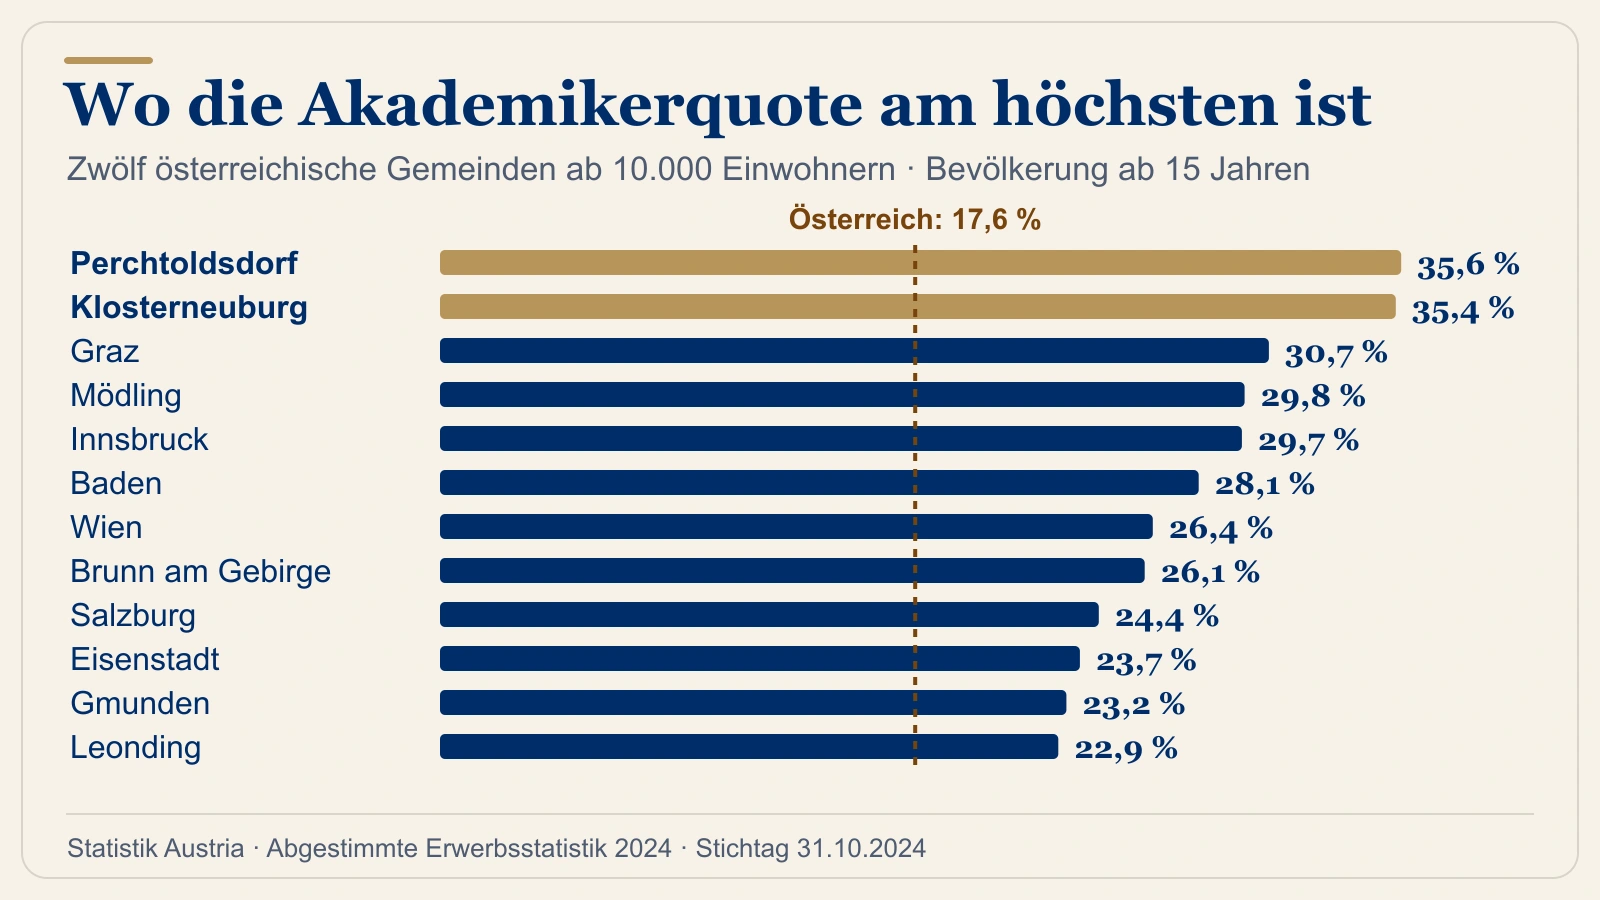 Wo die Akademikerquote am höchsten ist
Zwölf österreichische Gemeinden ab 10.000 Einwohnern · Bevölkerung ab 15 Jahren
Österreich: 17,6 %
Perchtoldsdorf 35,6 %
Klosterneuburg 35,4 %
Graz 30,7 %
Mödling 29,8 %
Innsbruck 29,7 %
Baden 28,1 %
Wien 26,4 %
Brunn am Gebirge 26,1 %
Salzburg 24,4 %
Eisenstadt 23,7 %
Gmunden 23,2 %
Leonding 22,9 %
Statistik Austria · Abgestimmte Erwerbsstatistik 2024 · Stichtag 31.10.2024